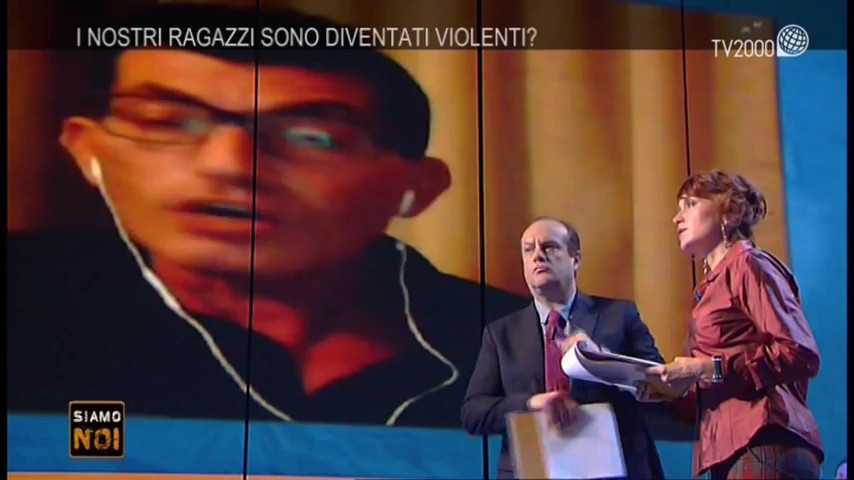 I NOSTRI RAGAZZI SONO DIVENTATI VIOLENTI?
TV2000
SIAMO
NOI